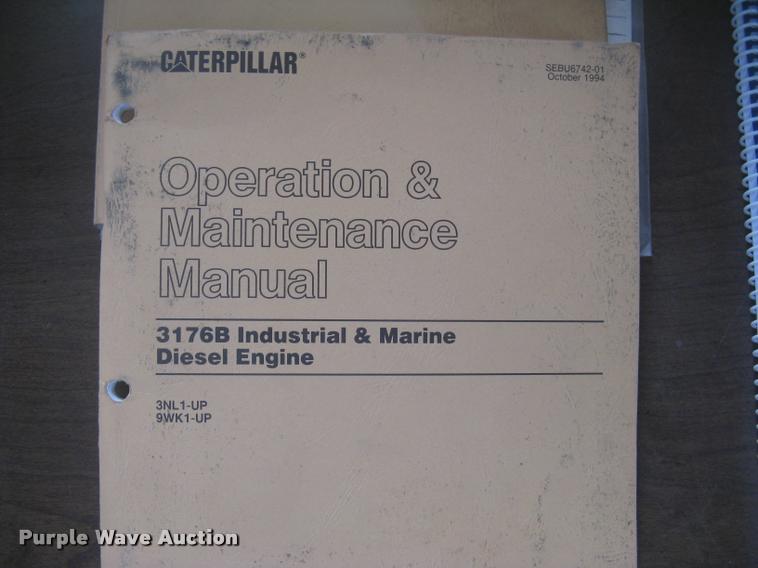 CATERPILLAR®
SEBU6742-01
October 1994
Operation &
Maintenance
Manual
3176B Industrial & Marine
Diesel Engine
3NL1-UP
9WK1-UP
Purple Wave Auction